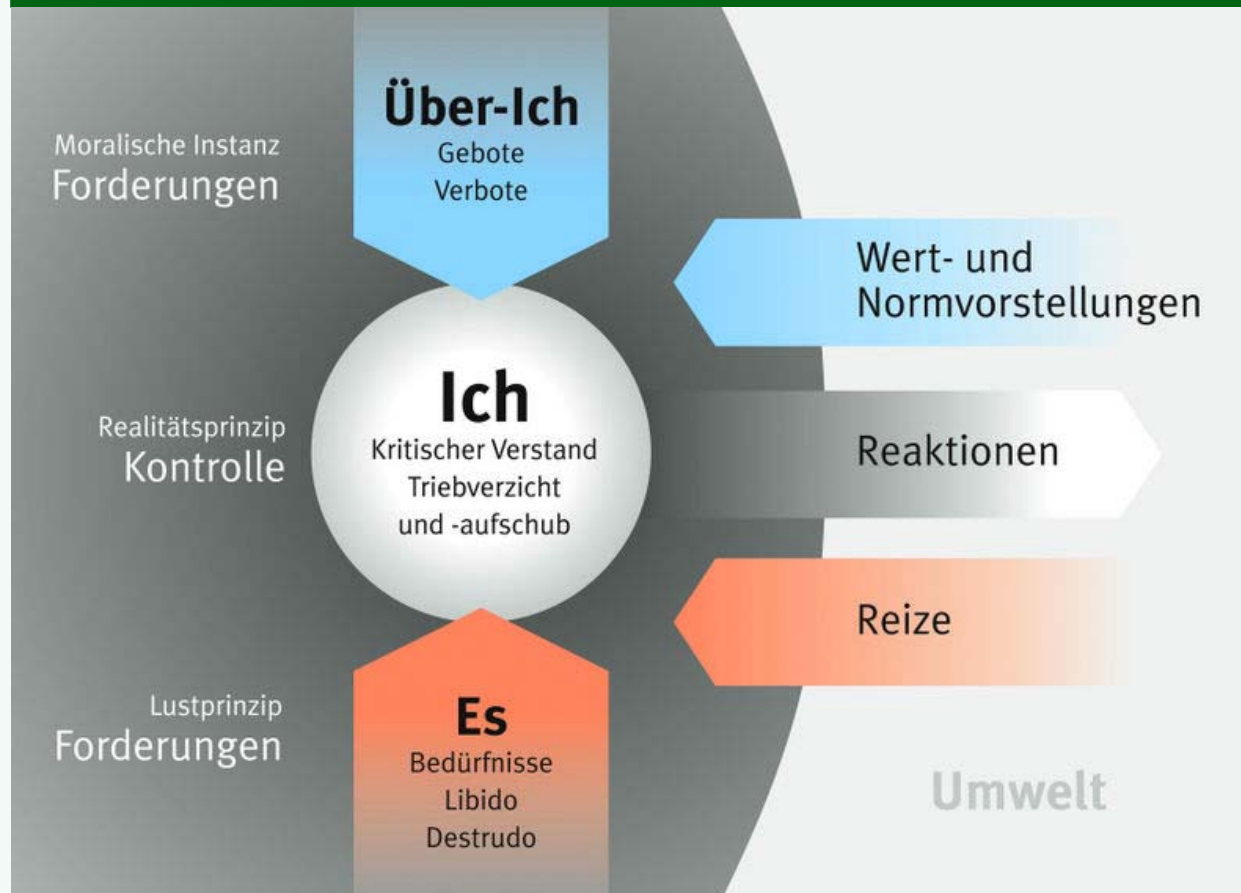 Über-Ich
Gebote
Verbote
Moralische Instanz
Forderungen
Wert- und
Normvorstellungen
Ich
Kritischer Verstand
Triebverzicht
und -aufschub
Realitätsprinzip
Kontrolle
Reaktionen
Reize
Es
Bedürfnisse
Libido
Destrudo
Lustprinzip
Forderungen
Umwelt